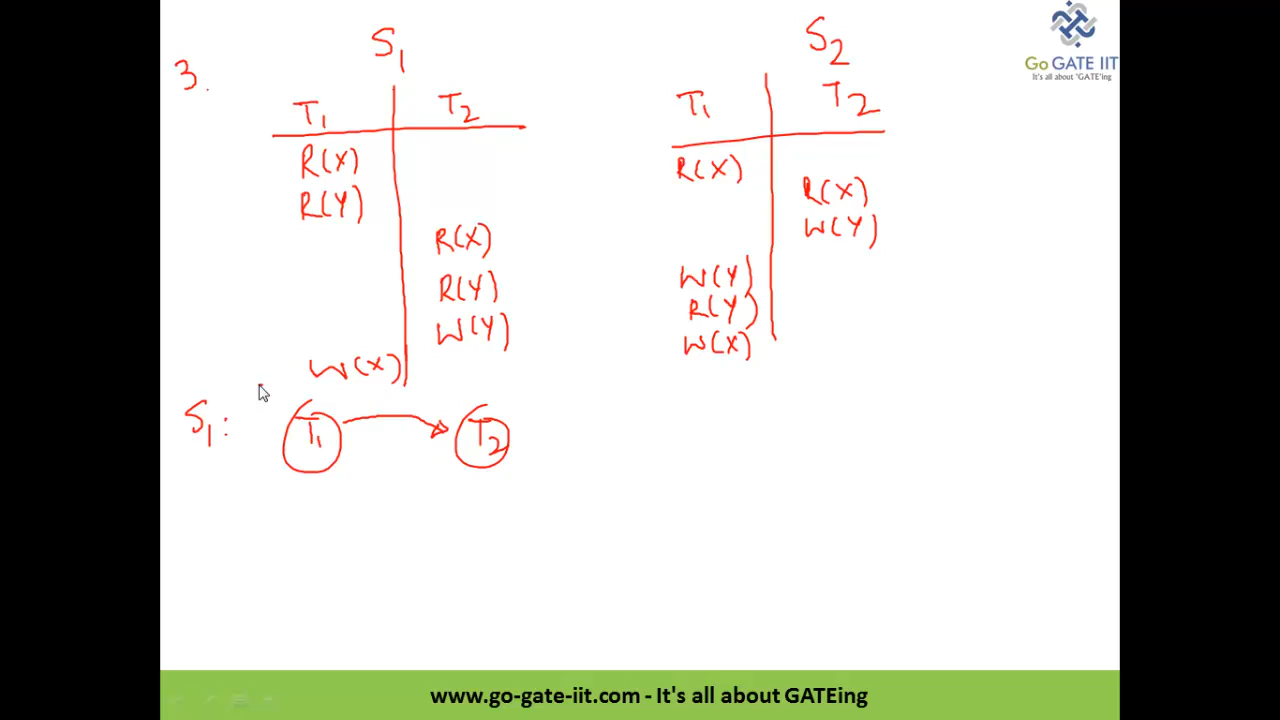 3.
S1
T1 T2
R(X)
R(Y)
R(X)
R(Y)
W(Y)
W(X)
S1: T1 T2
S2
T1 T2
R(X)
R(X)
W(Y)
W(Y)
R(Y)
W(X)
Go GATE IIT
It's all about 'GATE'ing
www.go-gate-iit.com - It's all about GATEing